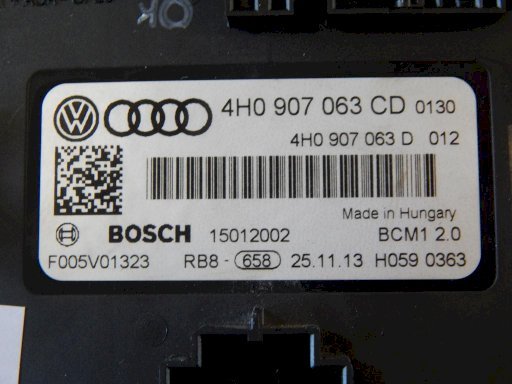 OK
4H0 907 063 CD 0130
4H0 907 063 D 012
Made in Hungary
BOSCH 15012002 BCM1 2.0
F005V01323 RB8 - 658 25.11.13 H059 0363